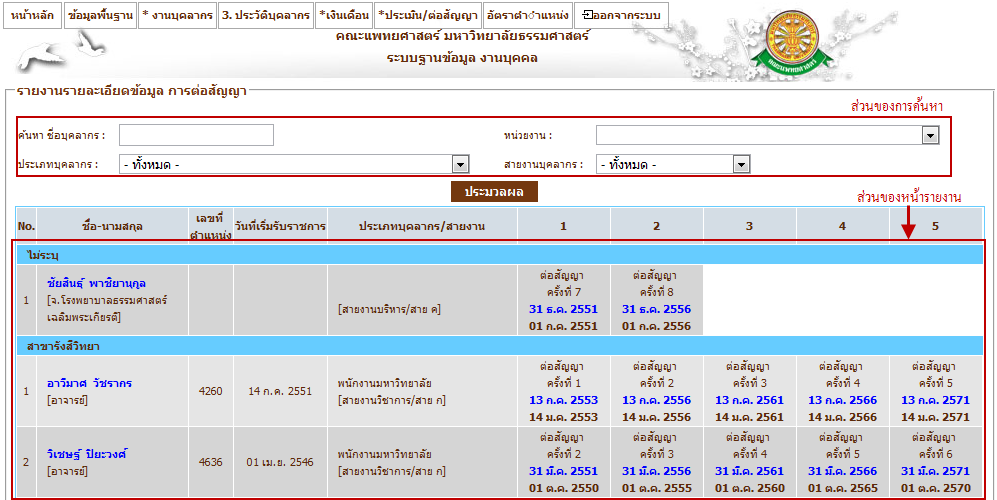 หน้าหลัก ข้อมูลพื้นฐาน * งานบุคลากร 3. ประวัติบุคลากร *เงินเดือน *ประเมิน/ต่อสัญญา อัตราตำแหน่ง ออกจากระบบ
คณะแพทยศาสตร์ มหาวิทยาลัยธรรมศาสตร์
ระบบฐานข้อมูล งานบุคคล
รายงานรายละเอียดข้อมูล การต่อสัญญา
ส่วนของการค้นหา
ค้นหา ชื่อบุคลากร : หน่วยงาน :
ประเภทบุคลากร : - ทั้งหมด - สายงานบุคลากร : - ทั้งหมด -
ประมวลผล
ส่วนของหน้ารายงาน
No. ชื่อ-นามสกุล เลขที่ตำแหน่ง วันที่เริ่มรับราชการ ประเภทบุคลากร/สายงาน 1 2 3 4 5
ไม่ระบุ
ต่อสัญญา ต่อสัญญา
ชัยสินธุ์ พาชิยานุกูล ครั้งที่ 7 ครั้งที่ 8
1 [จ.โรงพยาบาลธรรมศาสตร์ [สายงานบริหาร/สาย ค] 31 ธ.ค. 2551 31 ธ.ค. 2556
เฉลิมพระเกียรติ] 01 ก.ค. 2551 01 ก.ค. 2556
สาขารังสีวิทยา
ต่อสัญญา ต่อสัญญา ต่อสัญญา ต่อสัญญา ต่อสัญญา
อาวีมาศ วัชรากร พนักงานมหาวิทยาลัย ครั้งที่ 1 ครั้งที่ 2 ครั้งที่ 3 ครั้งที่ 4 ครั้งที่ 5
1 [อาจารย์] 4260 14 ก.ค. 2551 [สายงานวิชาการ/สาย ก] 13 ก.ค. 2553 13 ก.ค. 2556 13 ก.ค. 2561 13 ก.ค. 2566 13 ก.ค. 2571
14 ม.ค. 2553 14 ม.ค. 2556 14 ม.ค. 2561 14 ม.ค. 2566 14 ม.ค. 2571
ต่อสัญญา ต่อสัญญา ต่อสัญญา ต่อสัญญา ต่อสัญญา
วิเชษฐ์ ปิยะวงศ์ พนักงานมหาวิทยาลัย ครั้งที่ 2 ครั้งที่ 3 ครั้งที่ 4 ครั้งที่ 5 ครั้งที่ 6
2 [อาจารย์] 4636 01 เม.ย. 2546 [สายงานวิชาการ/สาย ก] 31 มี.ค. 2551 31 มี.ค. 2556 31 มี.ค. 2561 31 มี.ค. 2566 31 มี.ค. 2571
01 ต.ค. 2550 01 ต.ค. 2555 01 ต.ค. 2560 01 ต.ค. 2565 01 ต.ค. 2570